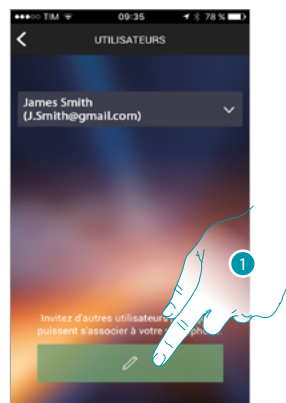 TIM 09:35 78 %
UTILISATEURS
James Smith
(J.Smith@gmail.com)
1
Invitez d'autres utilisateurs
puissent s'associer à votre